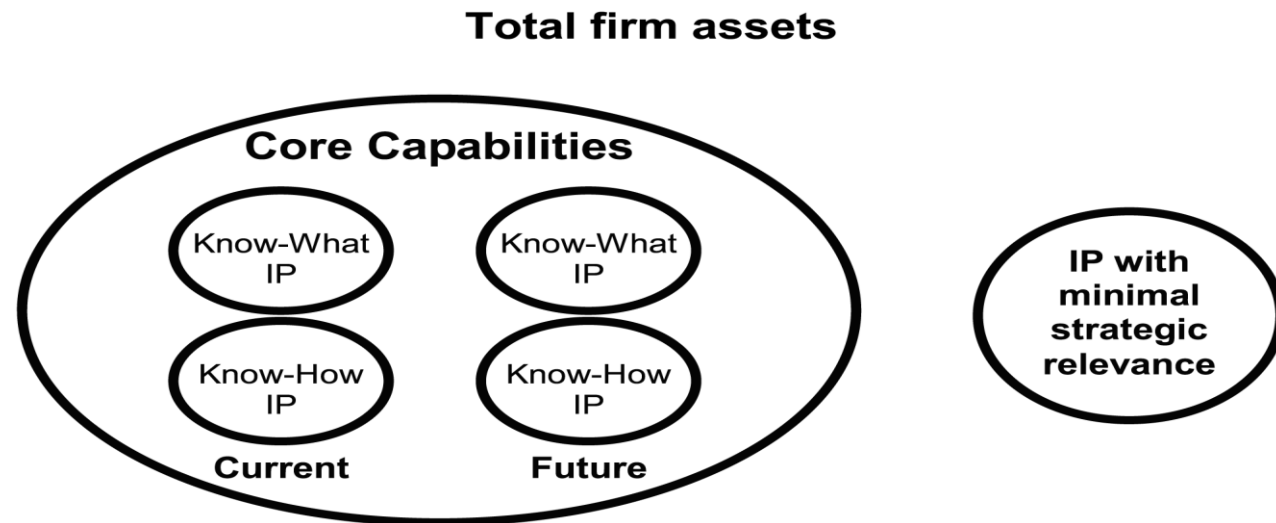 Total firm assets
Core Capabilities
Know-What
IP
Know-What
IP
Know-How
IP
Know-How
IP
Current
Future
IP with
minimal
strategic
relevance